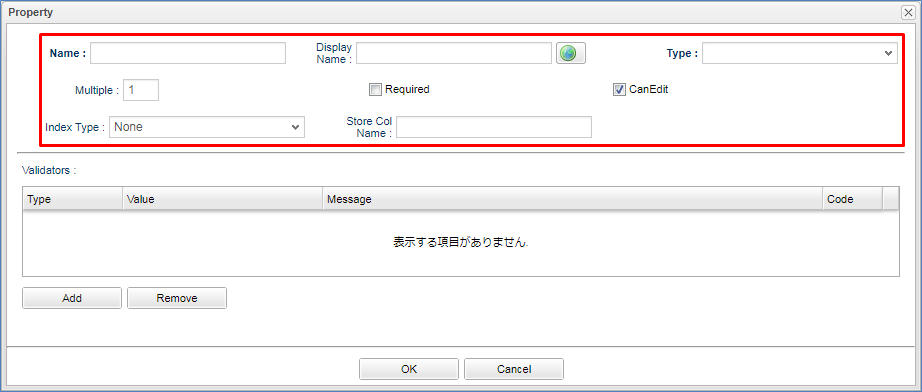 Property
Name :
Display
Name :
Type :
Multiple : 1
Required
CanEdit
Index Type : None
Store Col
Name :
Validators :
Type Value Message Code
表示する項目がありません.
Add Remove
OK Cancel